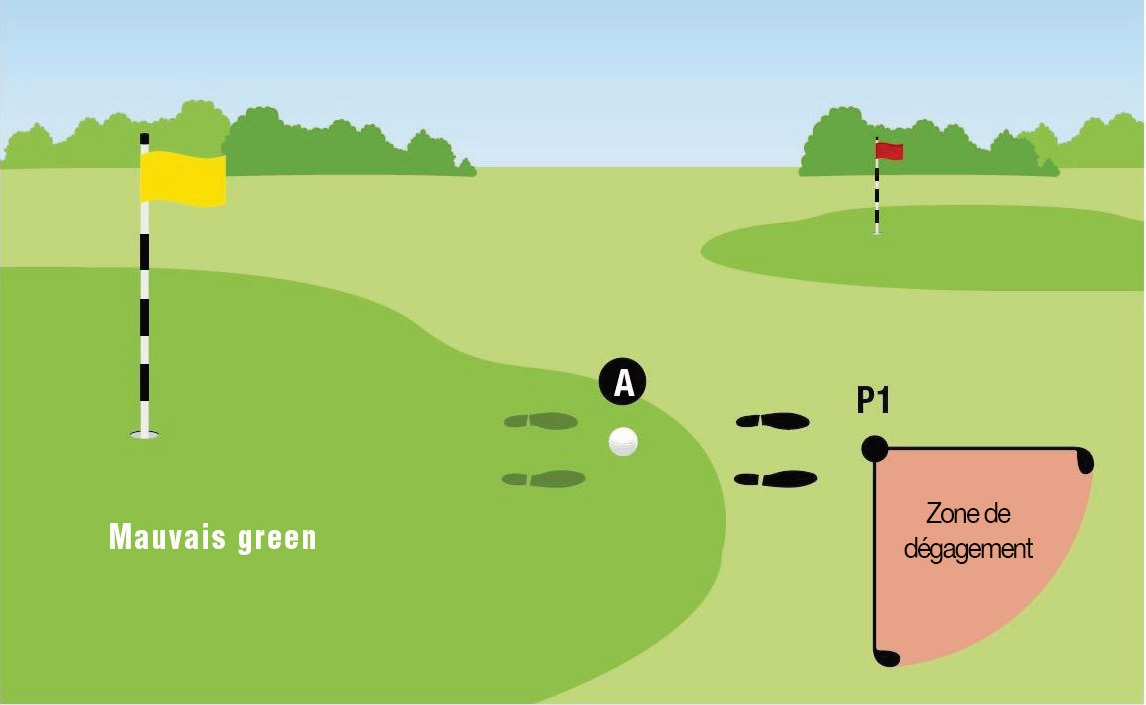 A
P1
Zone de
dégagement
Mauvais green